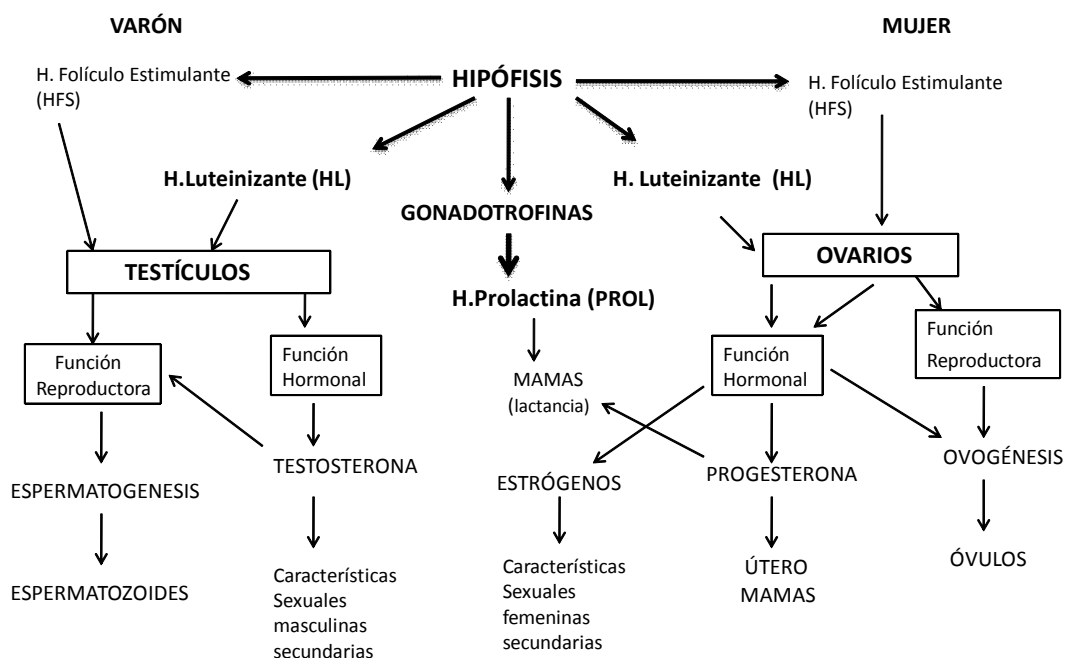 VARÓN
MUJER
H. Folículo Estimulante
(HFS)
HIPÓFISIS
H. Folículo Estimulante
(HFS)
H.Luteinizante (HL)
H. Luteinizante (HL)
GONADOTROFINAS
TESTÍCULOS
OVARIOS
H.Prolactina (PROL)
Función
Reproductora
Función
Hormonal
MAMAS
(lactancia)
Función
Hormonal
Función
Reproductora
TESTOSTERONA
ESPERMATOGENESIS
ESTRÓGENOS
PROGESTERONA
OVOGÉNESIS
ESPERMATOZOIDES
Características
Sexuales
masculinas
secundarias
Características
Sexuales
femeninas
secundarias
ÚTERO
MAMAS
ÓVULOS